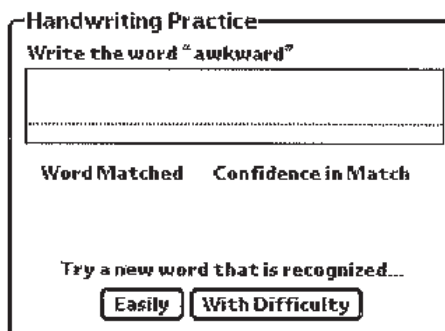 Handwriting Practice
Write the word “awkward”
Word Matched Confidence in Match
Try a new word that is recognized...
Easily With Difficulty